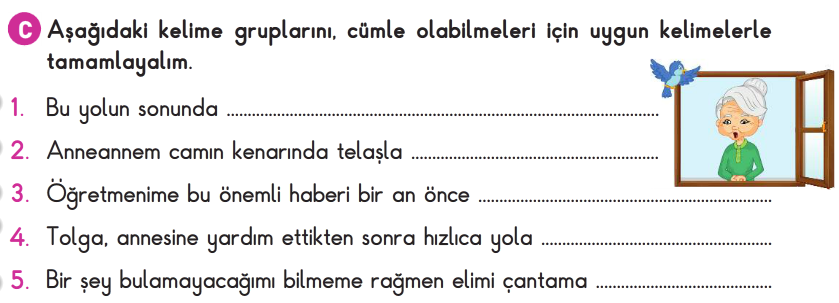 C Aşağıdaki kelime gruplarını, cümle olabilmeleri için uygun kelimelerle
tamamlayalım.
1. Bu yolun sonunda ........................................................
2. Anneannem camın kenarında telaşla ........................................................
3. Öğretmenime bu önemli haberi bir an önce ........................................................
4. Tolga, annesine yardım ettikten sonra hızlıca yola ........................................................
5. Bir şey bulamayacağımı bilmeme rağmen elimi çantama ........................................................